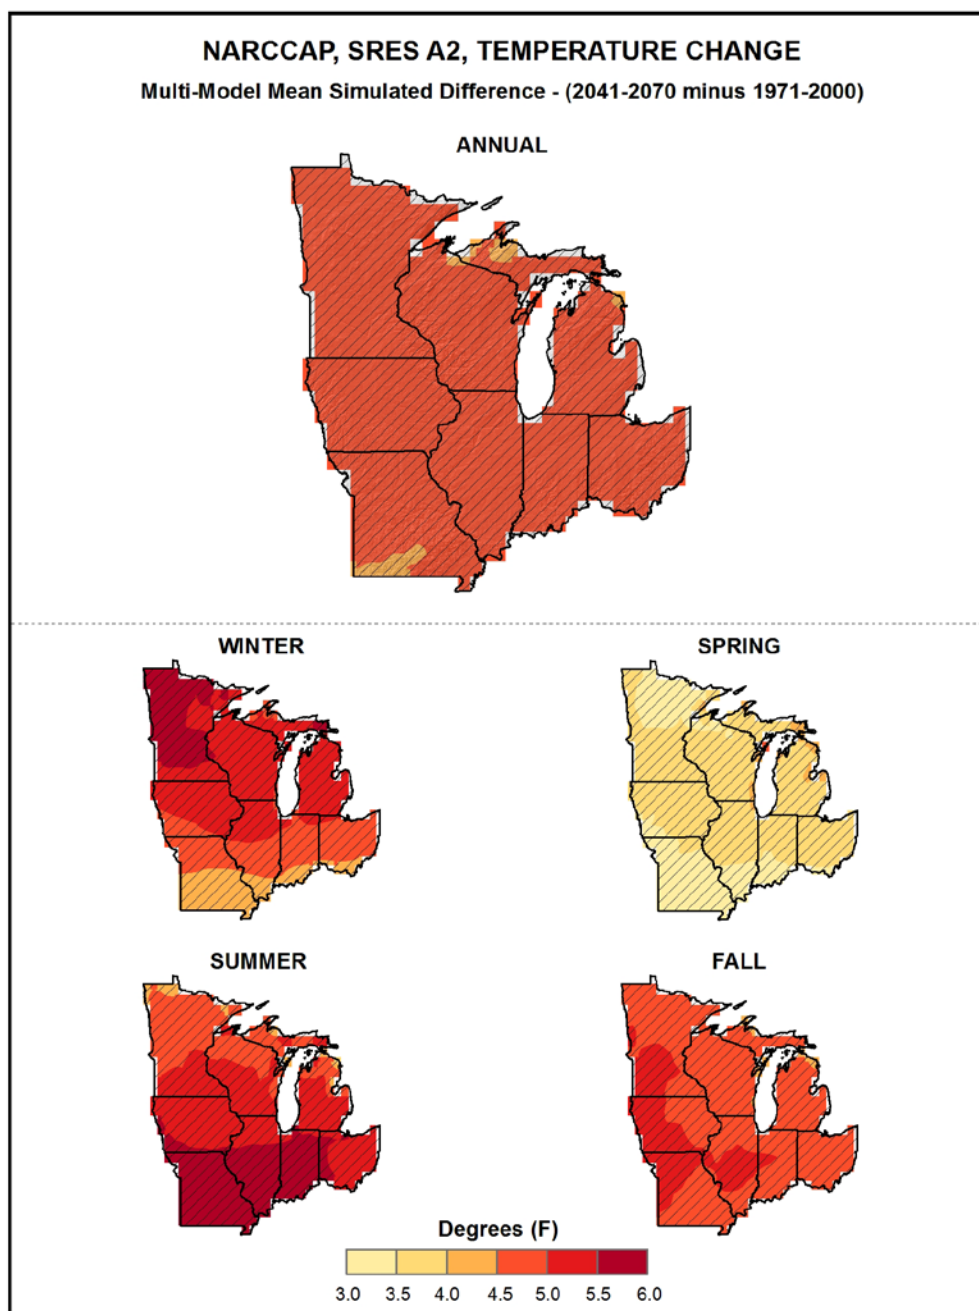 NARCCAP, SRES A2, TEMPERATURE CHANGE
Multi-Model Mean Simulated Difference - (2041-2070 minus 1971-2000)
ANNUAL
WINTER
SPRING
SUMMER
FALL
Degrees (F)
3.0 3.5 4.0 4.5 5.0 5.5 6.0